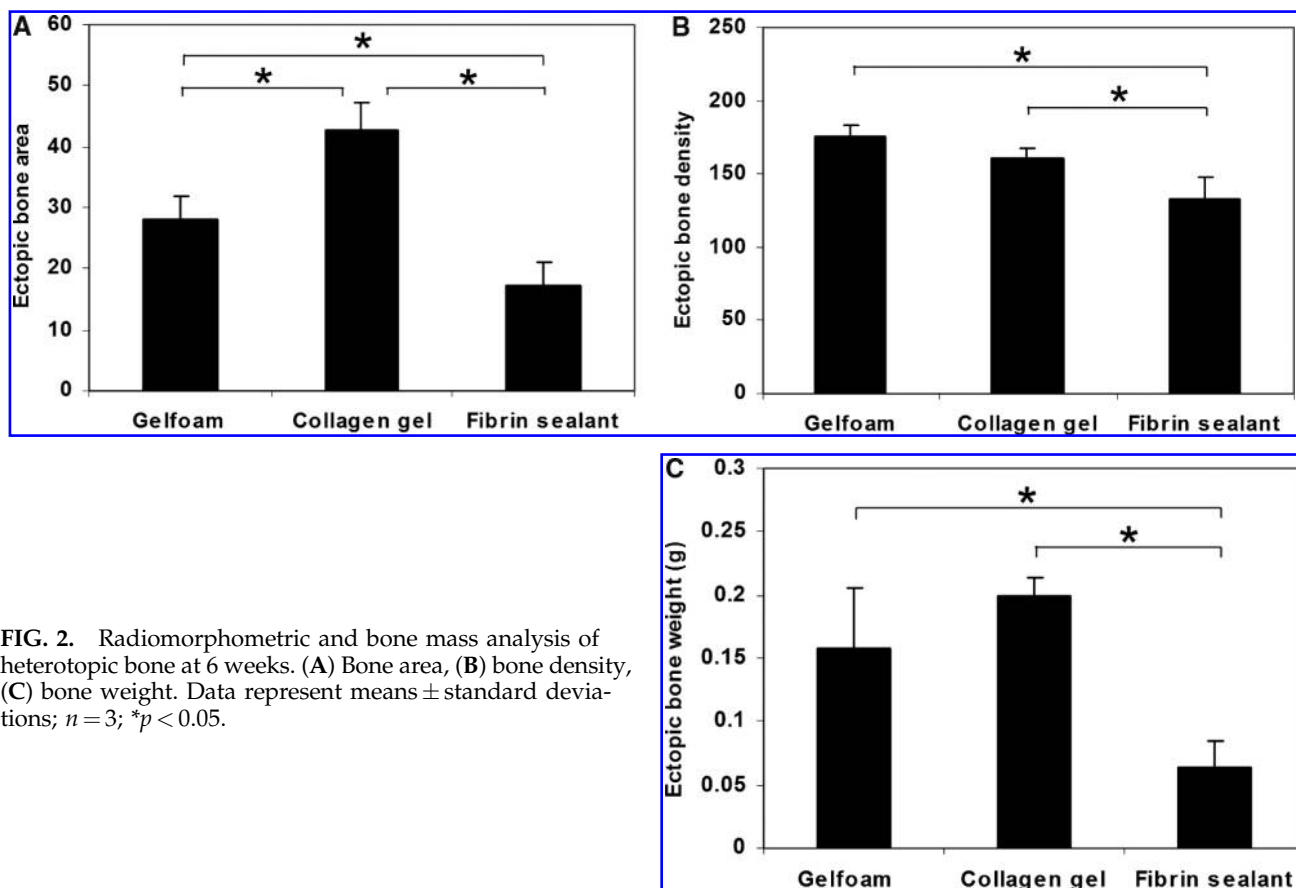 A
60
50
40
30
20
10
0
Ectopic bone area
*
*
*
Gelfoam Collagen gel Fibrin sealant
B
250
200
150
100
50
0
Ectopic bone density
*
*
Gelfoam Collagen gel Fibrin sealant
C
0.3
0.25
0.2
0.15
0.1
0.05
0
Ectopic bone weight (g)
*
*
Gelfoam Collagen gel Fibrin sealant
FIG. 2. Radiomorphometric and bone mass analysis of
heterotopic bone at 6 weeks. (A) Bone area, (B) bone density,
(C) bone weight. Data represent means ± standard devia-
tions; n = 3; *p < 0.05.